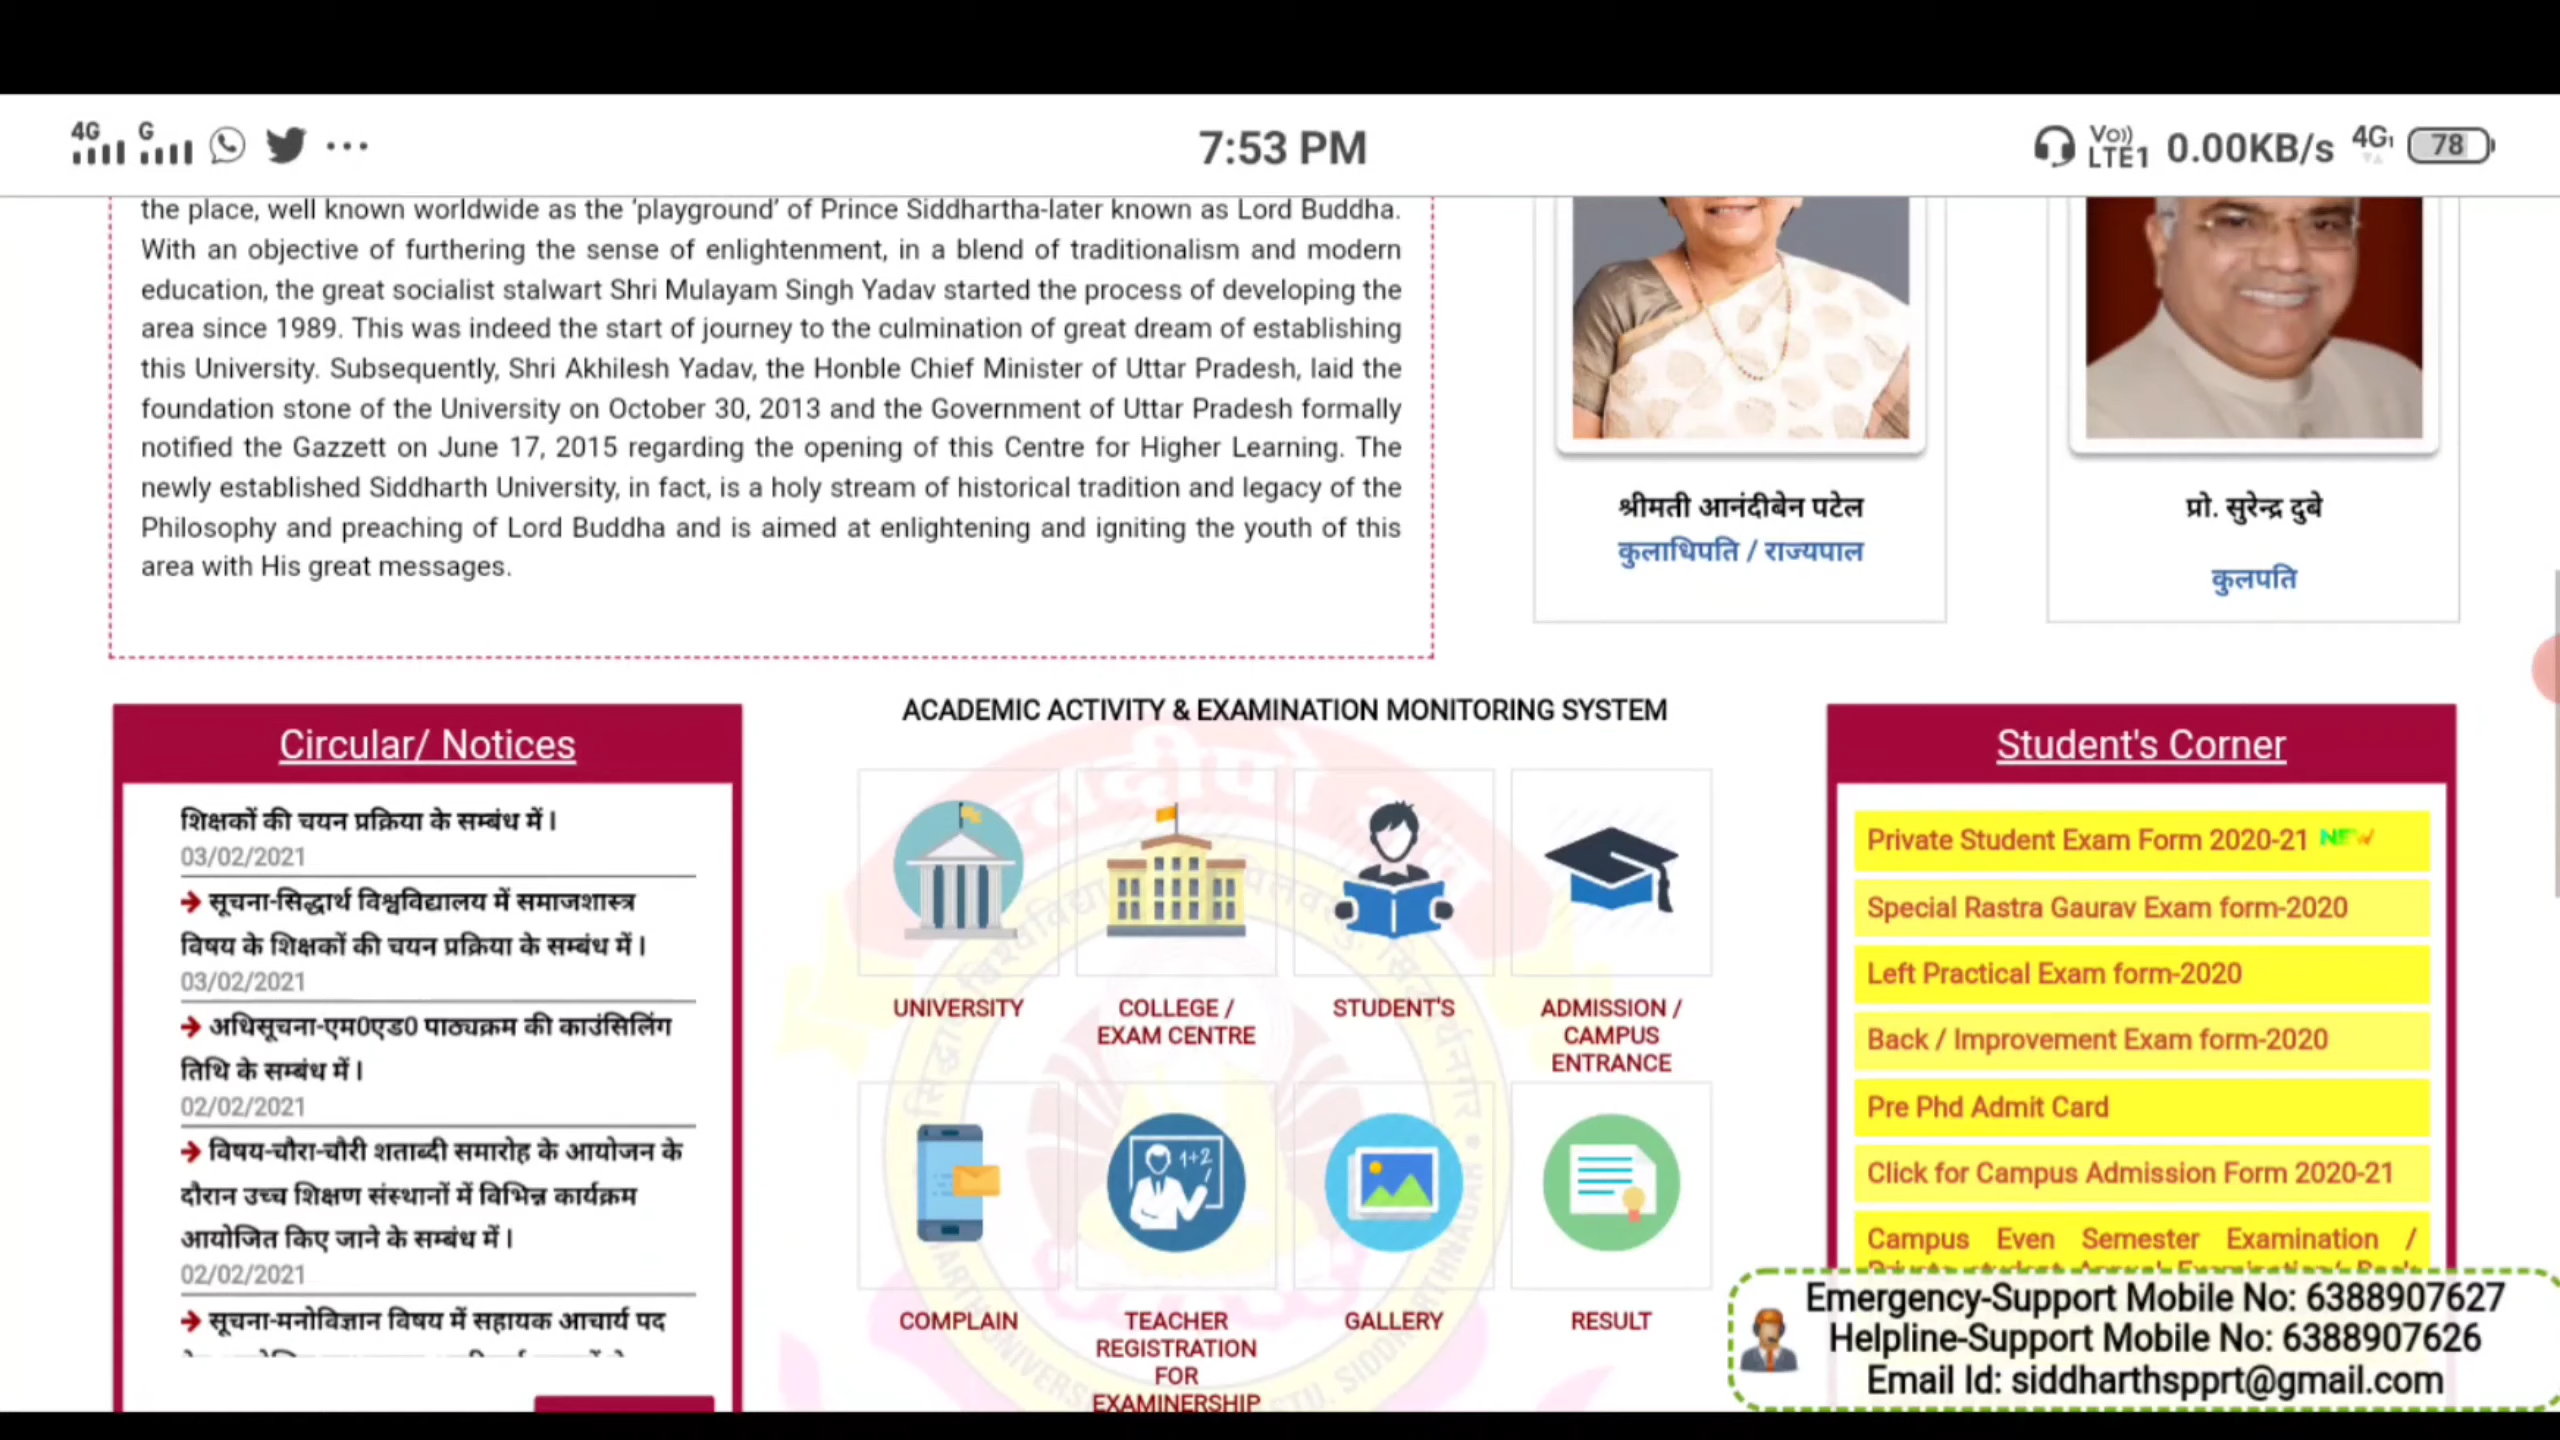 4G G 7:53 PM Vo)) LTE1 0.00KB/s 4G1 78
the place, well known worldwide as the ‘playground’ of Prince Siddhartha-later known as Lord Buddha.
With an objective of furthering the sense of enlightenment, in a blend of traditionalism and modern
education, the great socialist stalwart Shri Mulayam Singh Yadav started the process of developing the
area since 1989. This was indeed the start of journey to the culmination of great dream of establishing
this University. Subsequently, Shri Akhilesh Yadav, the Honble Chief Minister of Uttar Pradesh, laid the
foundation stone of the University on October 30, 2013 and the Government of Uttar Pradesh formally
notified the Gazzett on June 17, 2015 regarding the opening of this Centre for Higher Learning. The
newly established Siddharth University, in fact, is a holy stream of historical tradition and legacy of the
Philosophy and preaching of Lord Buddha and is aimed at enlightening and igniting the youth of this
area with His great messages.
श्रीमती आनंदीबेन पटेल
कुलाधिपति / राज्यपाल
प्रो. सुरेन्द्र दुबे
कुलपति
Circular/ Notices
शिक्षकों की चयन प्रक्रिया के सम्बंध में।
03/02/2021
सूचना-सिद्धार्थ विश्वविद्यालय में समाजशास्त्र
विषय के शिक्षकों की चयन प्रक्रिया के सम्बंध में।
03/02/2021
अधिसूचना-एम0एड0 पाठ्यक्रम की काउंसिलिंग
तिथि के सम्बंध में।
02/02/2021
विषय-चौरा-चौरी शताब्दी समारोह के आयोजन के
दौरान उच्च शिक्षण संस्थानों में विभिन्न कार्यक्रम
आयोजित किए जाने के सम्बंध में।
02/02/2021
सूचना-मनोविज्ञान विषय में सहायक आचार्य पद
ACADEMIC ACTIVITY & EXAMINATION MONITORING SYSTEM
UNIVERSITY
COLLEGE /
EXAM CENTRE
STUDENT'S
ADMISSION /
CAMPUS
ENTRANCE
1+2
COMPLAIN
TEACHER
REGISTRATION
FOR
EXAMINERSHIP
GALLERY
RESULT
Student's Corner
Private Student Exam Form 2020-21 NEW
Special Rastra Gaurav Exam form-2020
Left Practical Exam form-2020
Back / Improvement Exam form-2020
Pre Phd Admit Card
Click for Campus Admission Form 2020-21
Campus Even Semester Examination /
Emergency-Support Mobile No: 6388907627
Helpline-Support Mobile No: 6388907626
Email Id: siddharthspprt@gmail.com